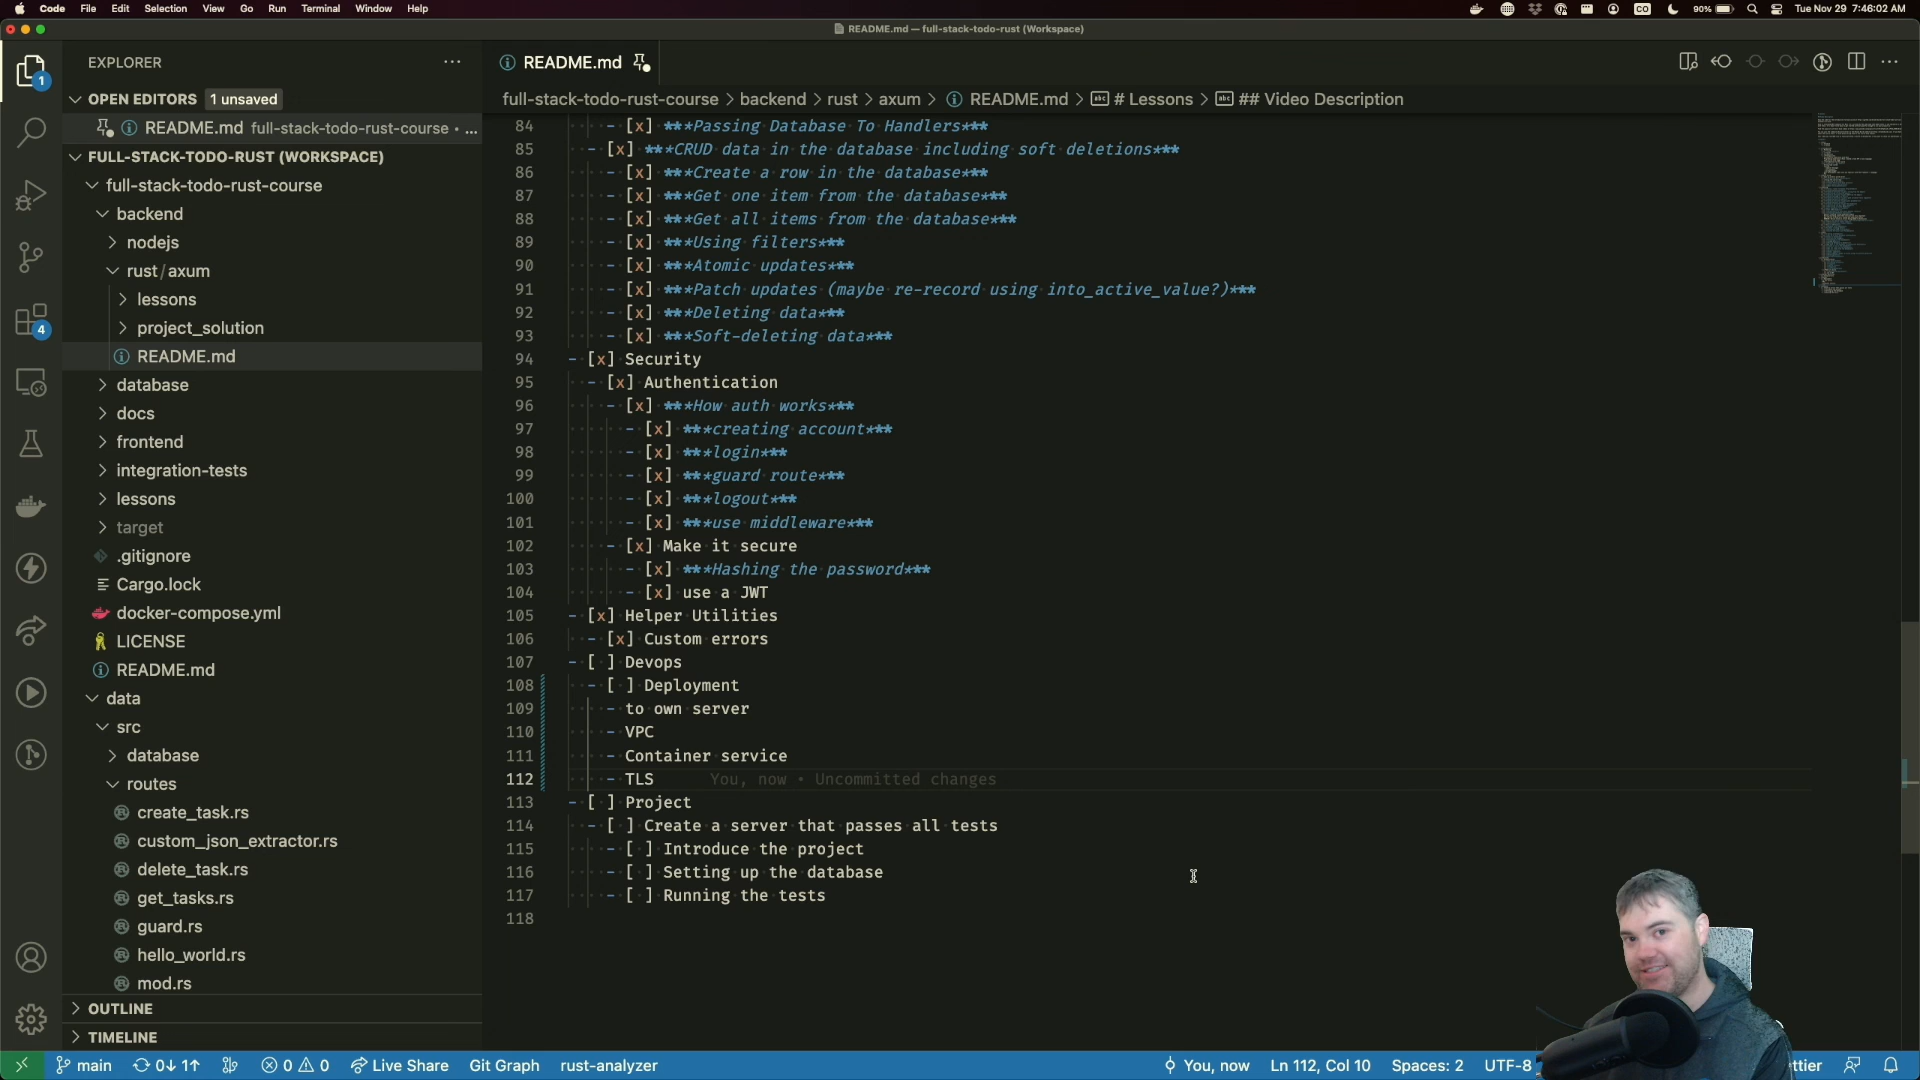 Code File Edit Selection View Go Run Terminal Window Help
CO 90% Tue Nov 29 7:46:02 AM
README.md — full-stack-todo-rust (Workspace)
EXPLORER
README.md
1
OPEN EDITORS 1 unsaved
README.md full-stack-todo-rust-course • ...
FULL-STACK-TODO-RUST (WORKSPACE)
full-stack-todo-rust-course
backend
nodejs
rust/axum
lessons
project_solution
4
README.md
database
docs
frontend
integration-tests
lessons
target
.gitignore
Cargo.lock
docker-compose.yml
LICENSE
README.md
data
src
database
routes
create_task.rs
custom_json_extractor.rs
delete_task.rs
get_tasks.rs
guard.rs
hello_world.rs
mod.rs
OUTLINE
TIMELINE
full-stack-todo-rust-course > backend > rust > axum > README.md > # Lessons > ## Video Description
84 - [x] ***Passing Database To Handlers***
85 - [x] ***CRUD data in the database including soft deletions***
86 - [x] ***Create a row in the database***
87 - [x] ***Get one item from the database***
88 - [x] ***Get all items from the database***
89 - [x] ***Using filters***
90 - [x] ***Atomic updates***
91 - [x] ***Patch updates (maybe re-record using into_active_value?)***
92 - [x] ***Deleting data***
93 - [x] ***Soft-deleting data***
94 - [x] Security
95 - [x] Authentication
96 - [x] ***How auth works***
97 - [x] ***creating account***
98 - [x] ***login***
99 - [x] ***guard route***
100 - [x] ***logout***
101 - [x] ***use middleware***
102 - [x] Make it secure
103 - [x] ***Hashing the password***
104 - [x] use a JWT
105 - [x] Helper Utilities
106 - [x] Custom errors
107 - [ ] Devops
108 - [ ] Deployment
109 - to own server
110 - VPC
111 - Container service
112 - TLS You, now • Uncommitted changes
113 - [ ] Project
114 - [ ] Create a server that passes all tests
115 - [ ] Introduce the project
116 - [ ] Setting up the database
117 - [ ] Running the tests
118
main 0↓ 1↑ 0 0 Live Share Git Graph rust-analyzer You, now Ln 112, Col 10 Spaces: 2 UTF-8 ttier